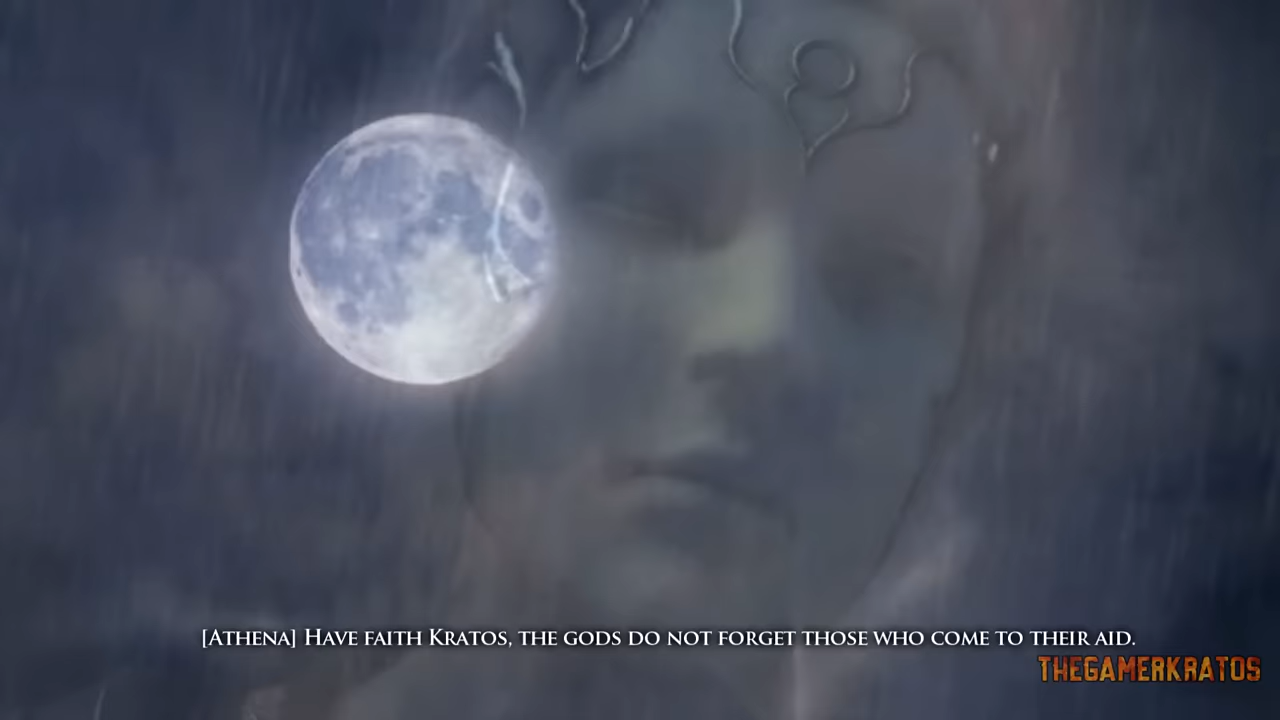 [Athena] Have faith Kratos, the gods do not forget those who come to their aid.
THEGAMERKRATOS